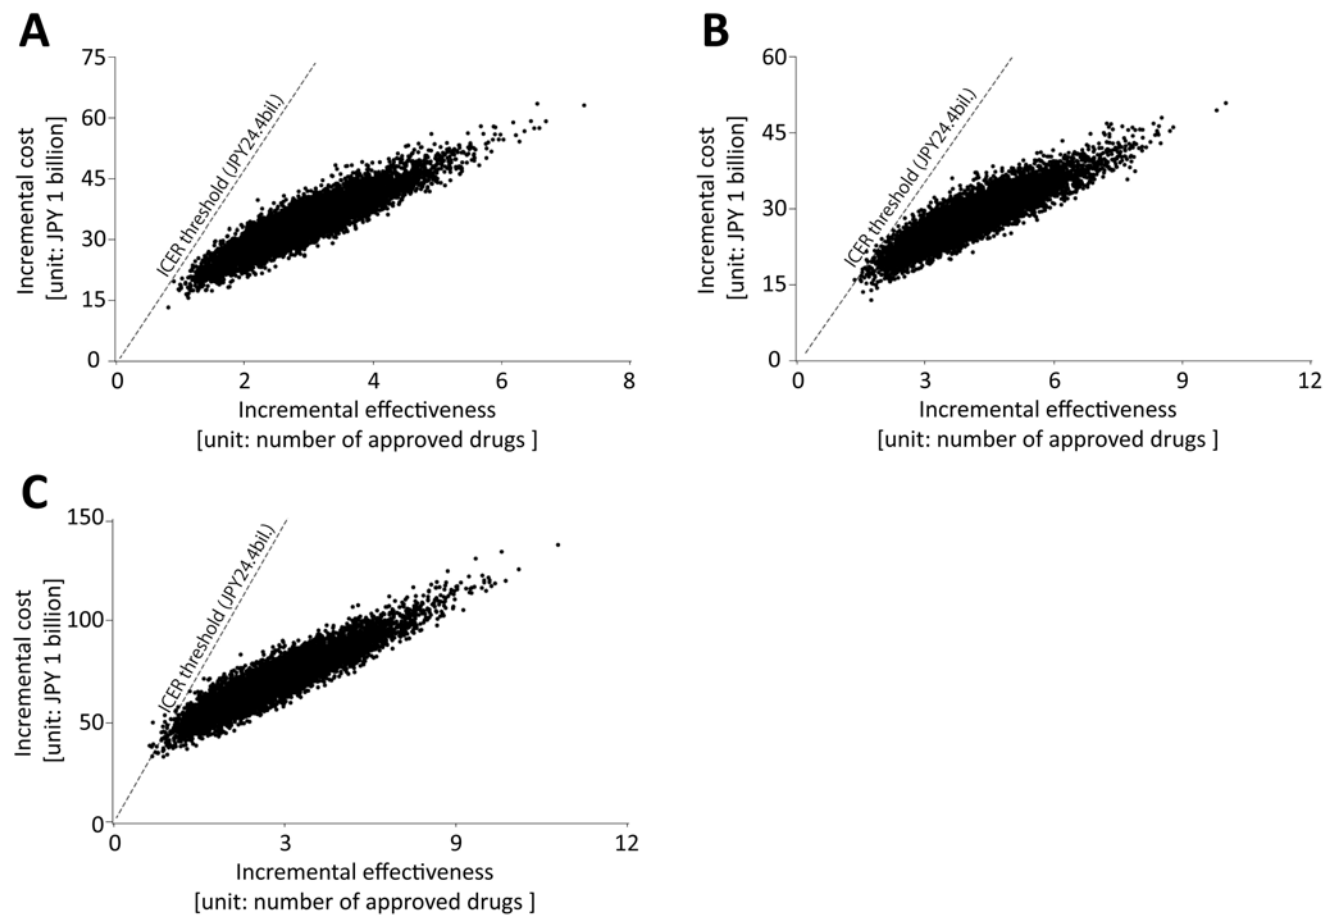 A
75
60
45
30
15
0
Incremental cost
[unit: JPY 1 billion]
ICER threshold (JPY24.4bil.)
0 2 4 6 8
Incremental effectiveness
[unit: number of approved drugs ]
B
60
45
30
15
0
Incremental cost
[unit: JPY 1 billion]
ICER threshold (JPY24.4bil.)
0 3 6 9 12
Incremental effectiveness
[unit: number of approved drugs ]
C
150
100
50
0
Incremental cost
[unit: JPY 1 billion]
ICER threshold (JPY24.4bil.)
0 3 9 12
Incremental effectiveness
[unit: number of approved drugs ]